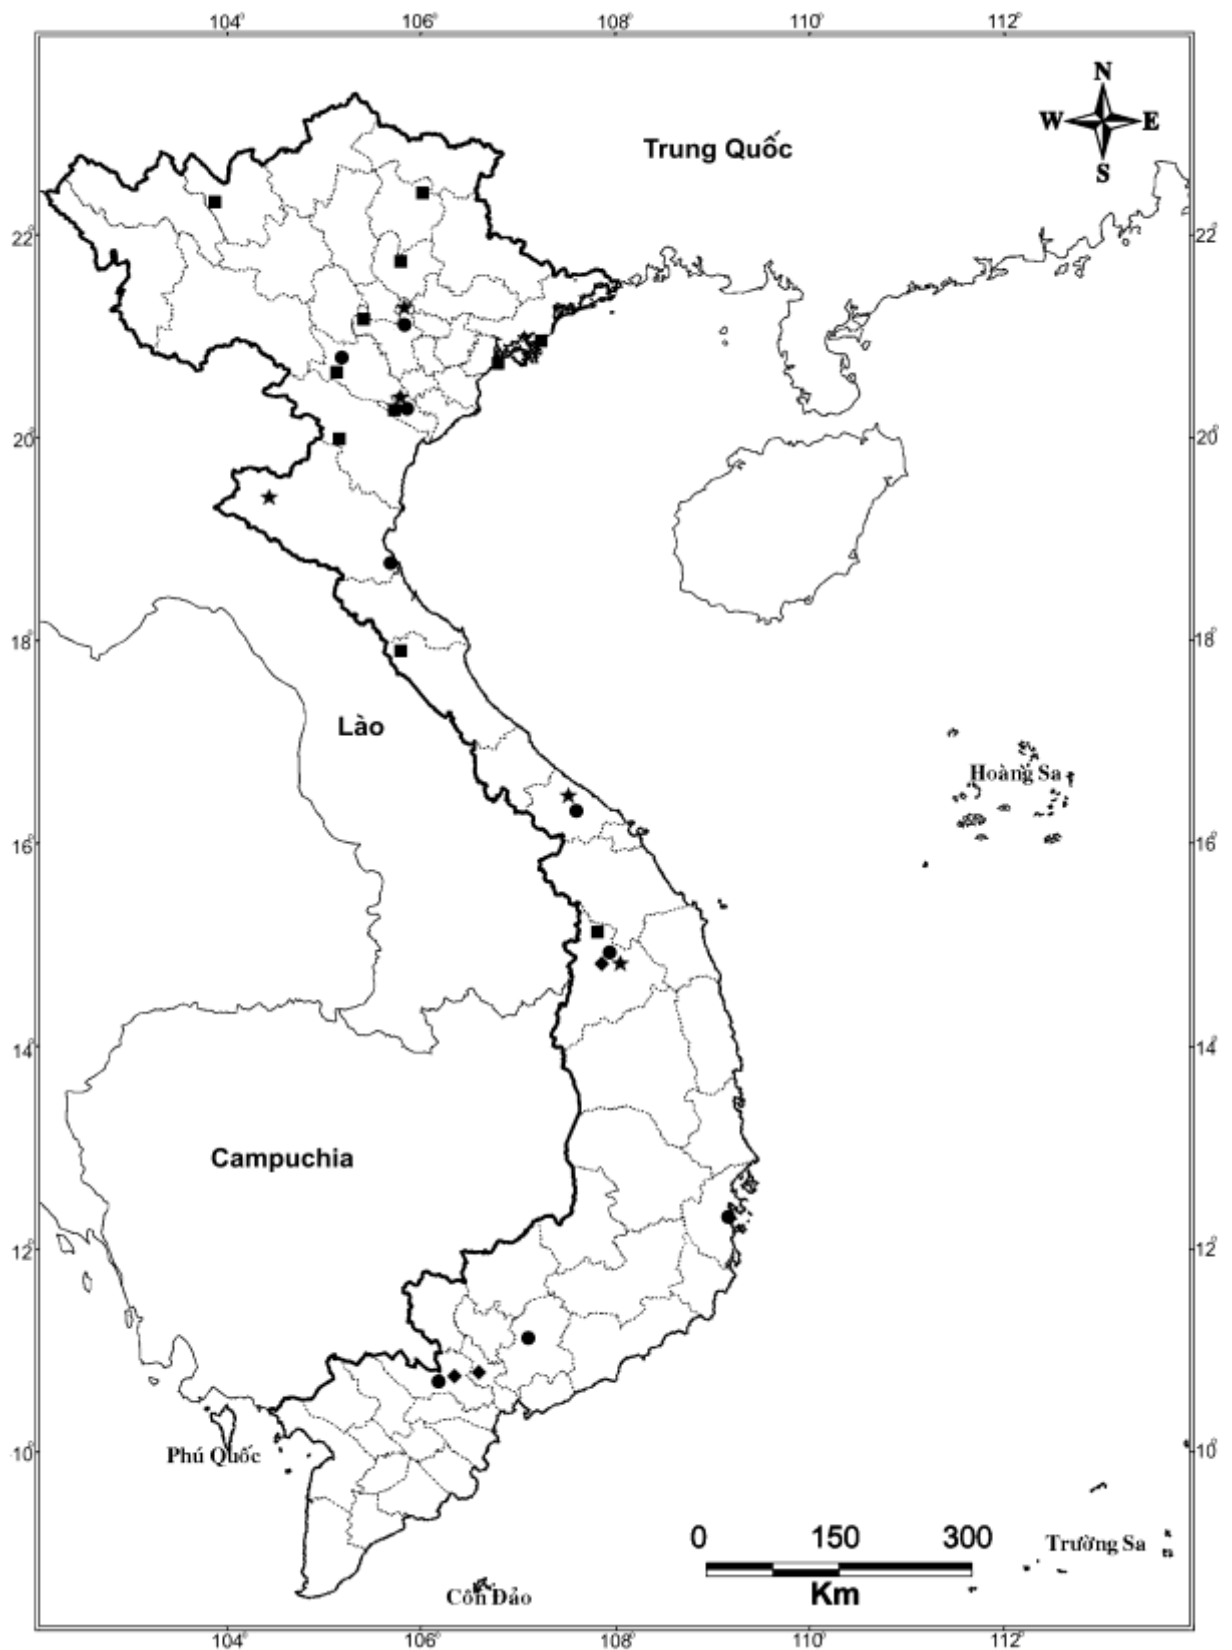 104° 106° 108° 110° 112°
N
W E
S
Trung Quốc
22° 22°
20° 20°
18° 18°
Lào
Hoàng Sa
16° 16°
14° 14°
Campuchia
12° 12°
10° 10°
Phú Quốc
0 150 300
Km
Trường Sa
Côn Đảo
104° 106° 108° 110° 112°